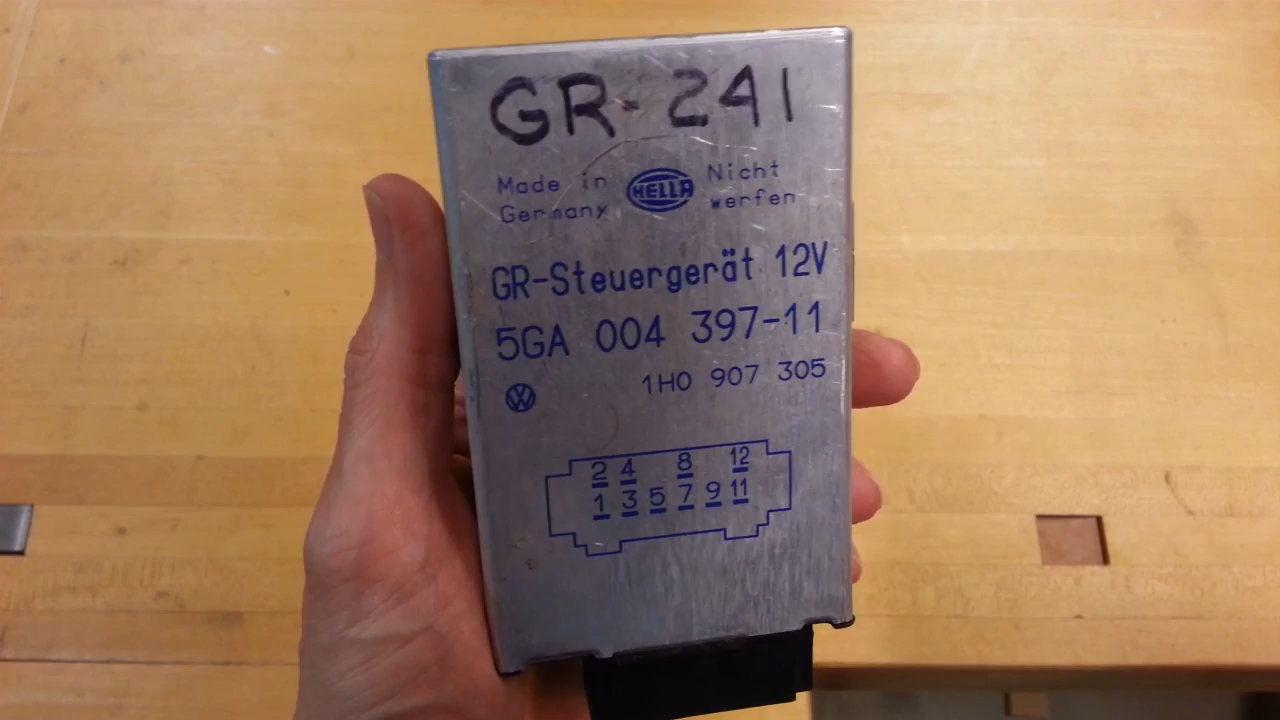 GR-241
Made in HELLA Nicht
Germany werfen
GR-Steuergerät 12V
5GA 004 397-11
VW 1H0 907 305
2 4 8 12
1 3 5 7 9 11